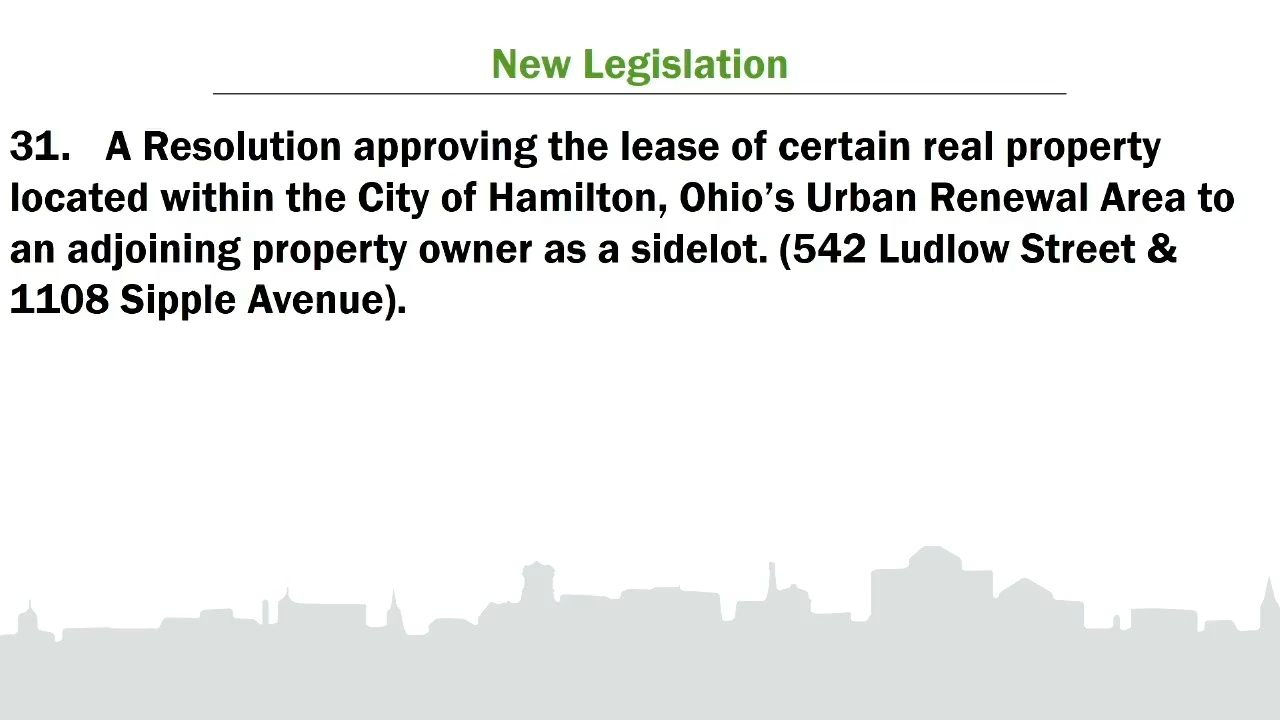 New Legislation
31. A Resolution approving the lease of certain real property
located within the City of Hamilton, Ohio’s Urban Renewal Area to
an adjoining property owner as a sidelot. (542 Ludlow Street &
1108 Sipple Avenue).